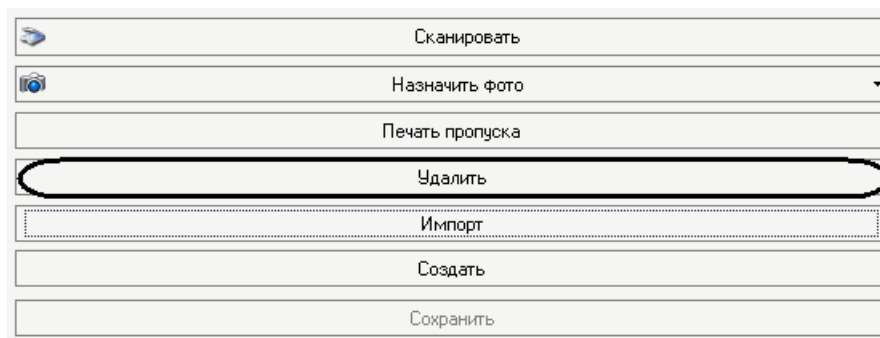 Сканировать
Назначить фото
Печать пропуска
Удалить
Импорт
Создать
Сохранить